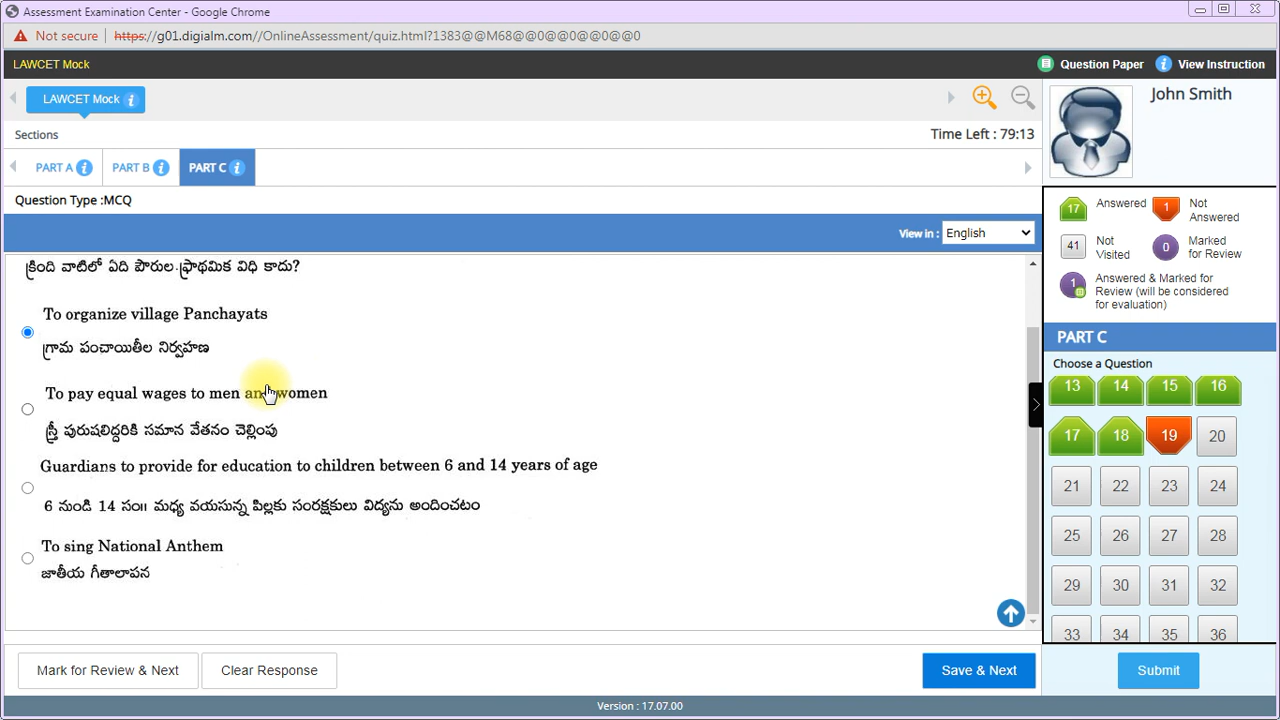 Assessment Examination Center - Google Chrome
Not secure https://g01.digialm.com//OnlineAssessment/quiz.html?1383@@M68@@0@@0@@0@@0
LAWCET Mock
Question Paper
View Instruction
LAWCET Mock
John Smith
Sections
Time Left : 79:13
PART A
PART B
PART C
Question Type :MCQ
View in :
English
క్రింది వాటిలో ఏది పౌరుల ప్రాథమిక విధి కాదు?
To organize village Panchayats
గ్రామ పంచాయితీల నిర్వహణ
To pay equal wages to men and women
స్త్రీ పురుషులిద్దరికి సమాన వేతనం చెల్లింపు
Guardians to provide for education to children between 6 and 14 years of age
6 నుండి 14 సం॥ మధ్య వయసున్న పిల్లకు సంరక్షకులు విద్యను అందించటం
To sing National Anthem
జాతీయ గీతాలాపన
17 Answered
1 Not Answered
41 Not Visited
0 Marked for Review
1 Answered & Marked for Review (will be considered for evaluation)
PART C
Choose a Question
13 14 15 16
17 18 19 20
21 22 23 24
25 26 27 28
29 30 31 32
33 34 35 36
Mark for Review & Next
Clear Response
Save & Next
Submit
Version : 17.07.00